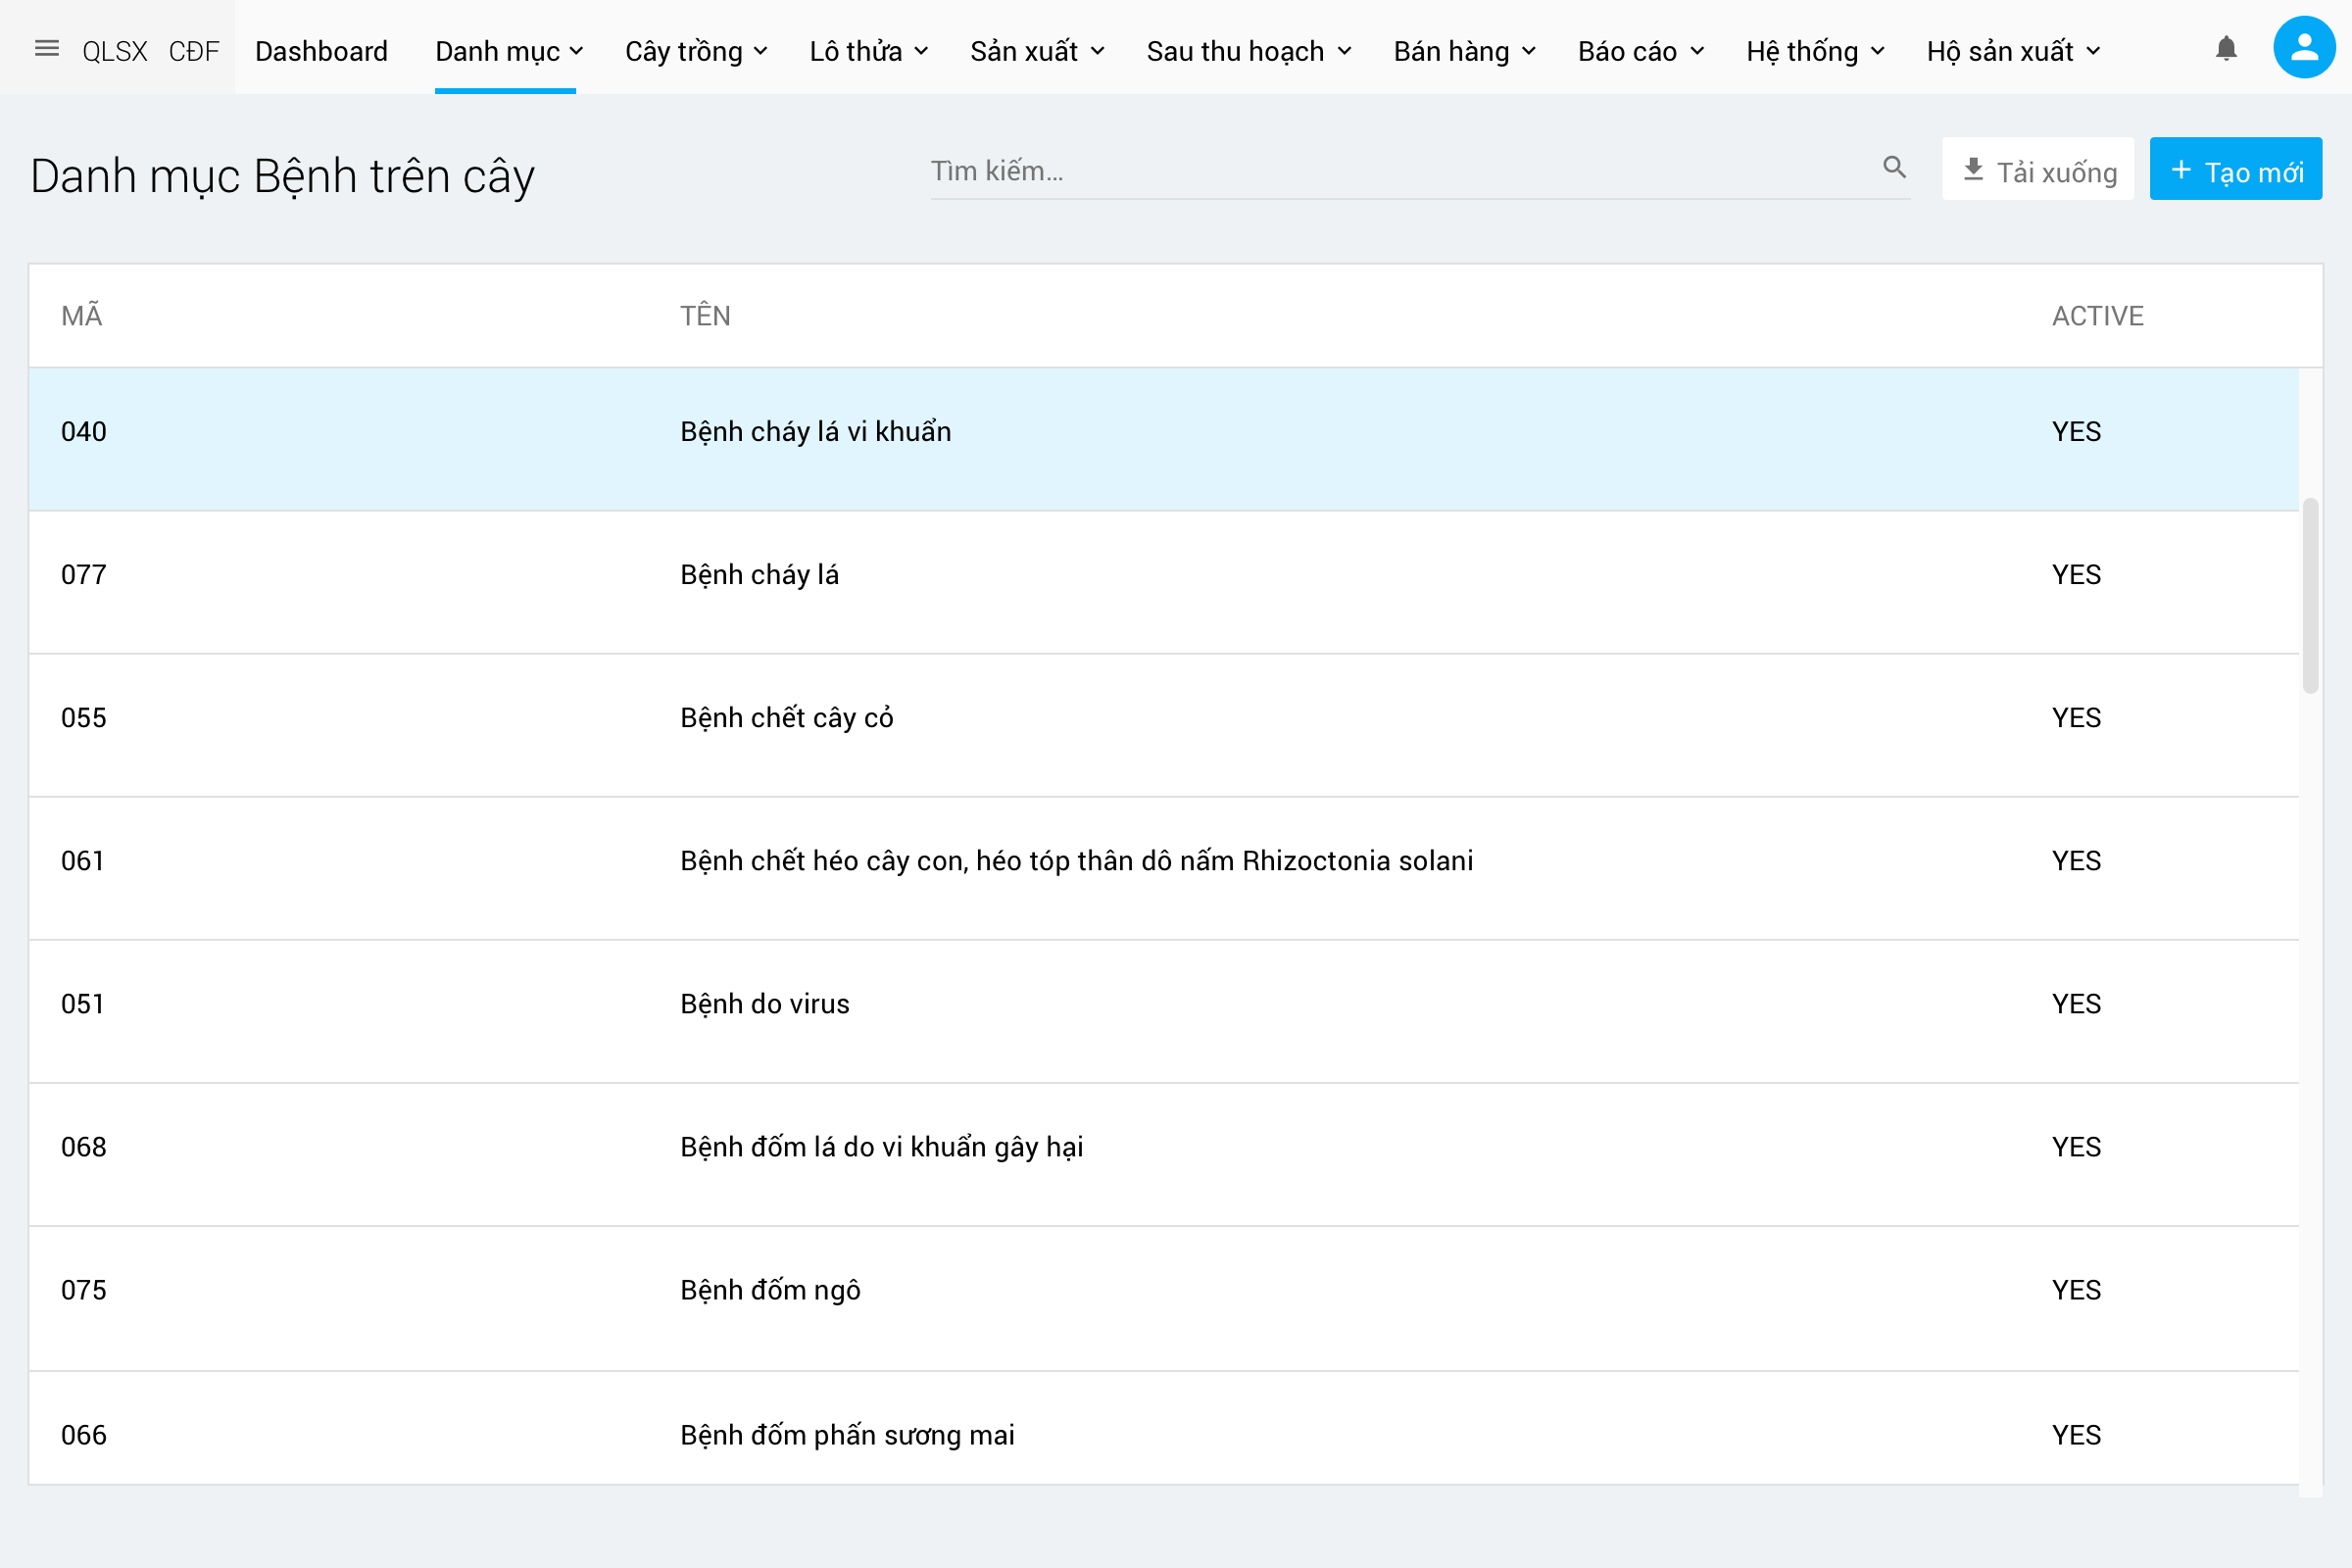 QLSX CĐF Dashboard Danh mục Cây trồng Lô thửa Sản xuất Sau thu hoạch Bán hàng Báo cáo Hệ thống Hộ sản xuất
Danh mục Bệnh trên cây Tìm kiếm... Tải xuống + Tạo mới
MÃ TÊN ACTIVE
040 Bệnh cháy lá vi khuẩn YES
077 Bệnh cháy lá YES
055 Bệnh chết cây cỏ YES
061 Bệnh chết héo cây con, héo tóp thân dô nấm Rhizoctonia solani YES
051 Bệnh do virus YES
068 Bệnh đốm lá do vi khuẩn gây hại YES
075 Bệnh đốm ngô YES
066 Bệnh đốm phấn sương mai YES